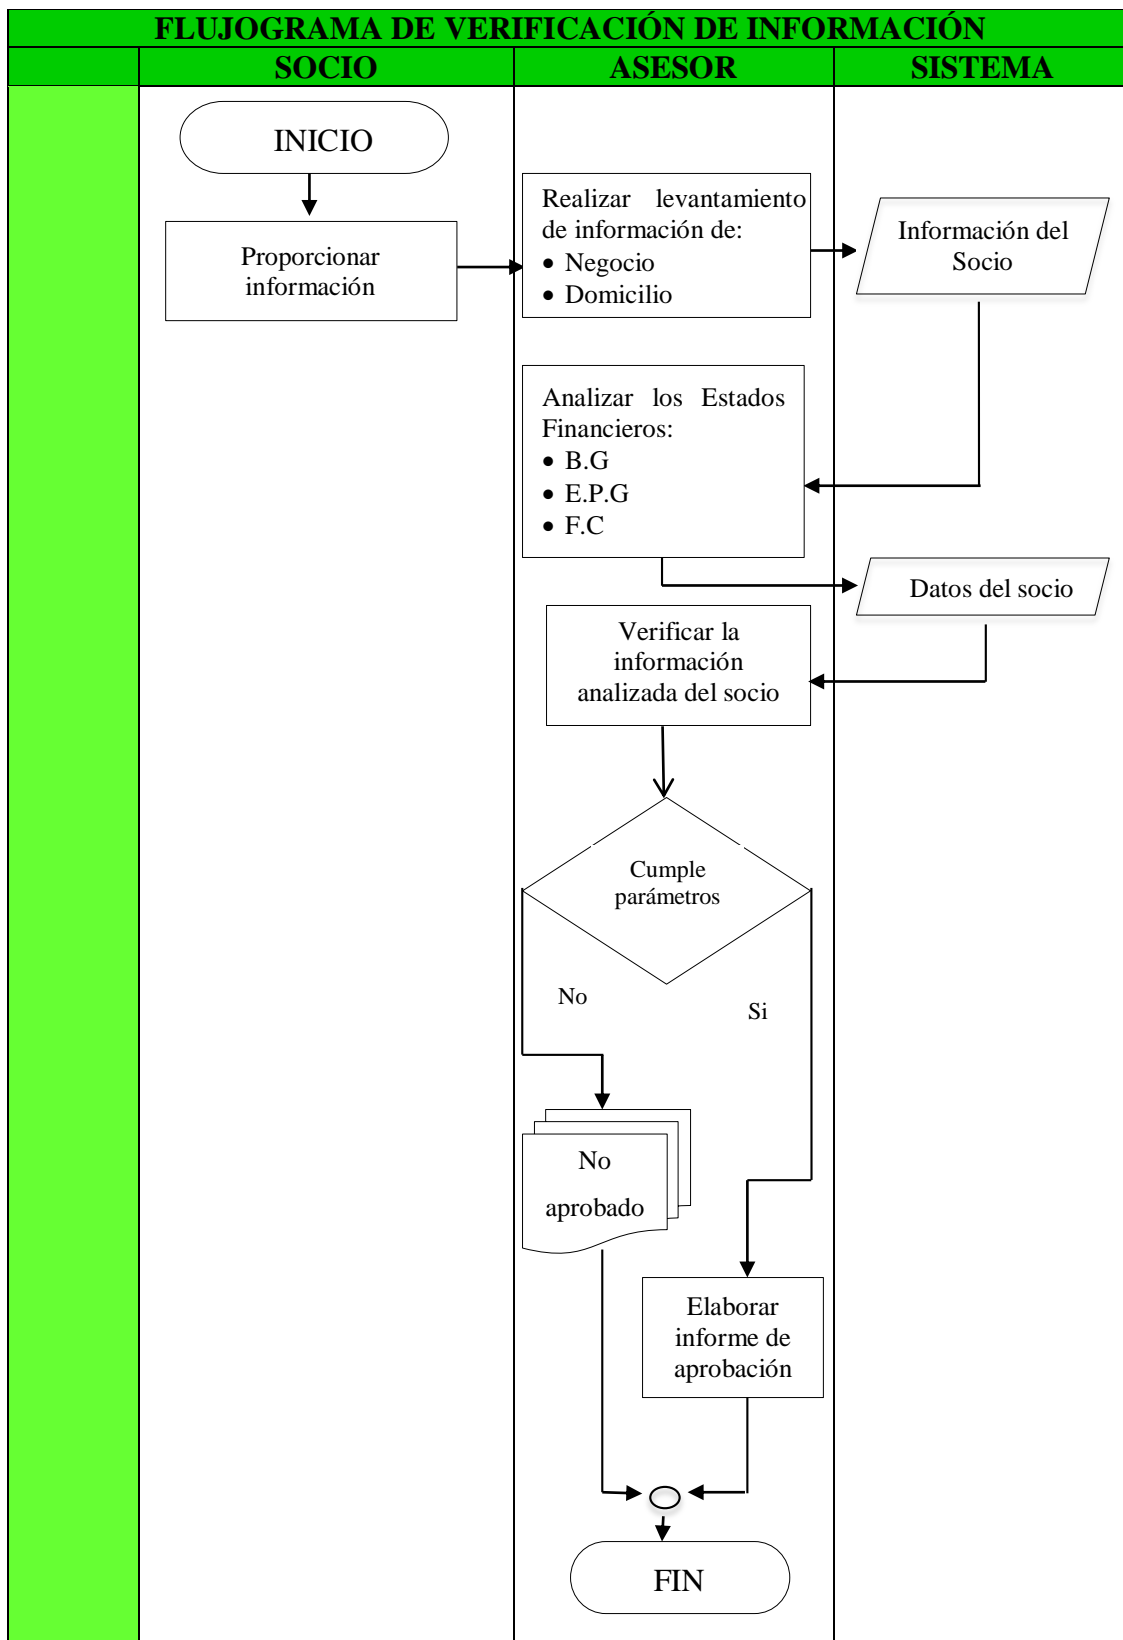 FLUJOGRAMA DE VERIFICACIÓN DE INFORMACIÓN
SOCIO
ASESOR
SISTEMA
INICIO
Proporcionar
información
Realizar levantamiento
de información de:
• Negocio
• Domicilio
Información del
Socio
Analizar los Estados
Financieros:
• B.G
• E.P.G
• F.C
Datos del socio
Verificar la
información
analizada del socio
Cumple
parámetros
No
Si
No
aprobado
Elaborar
informe de
aprobación
FIN